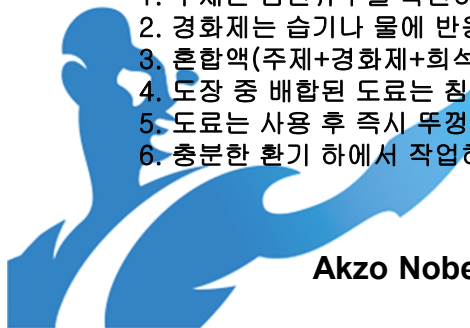 2. 경화제는 습기나 물에 반응
3. 혼합액(주제+경화제+희석
4. 도장 중 배합된 도료는 침
5. 도료는 사용 후 즉시 뚜껑
6. 충분한 환기 하에서 작업하
Akzo Nobe